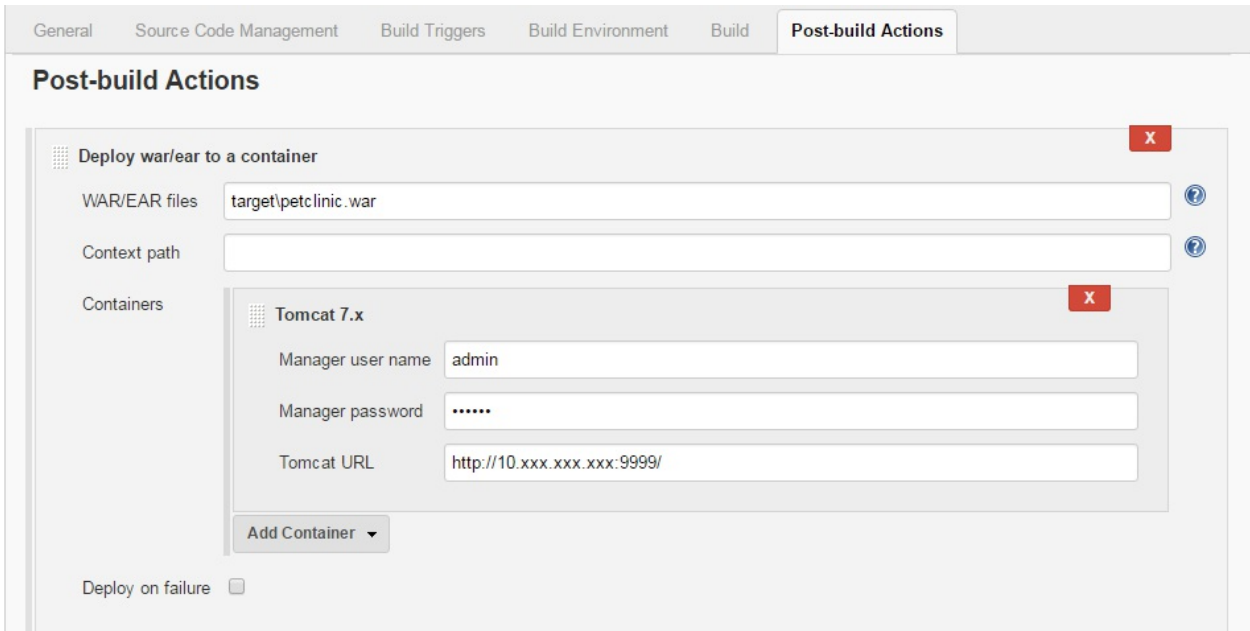 General Source Code Management Build Triggers Build Environment Build Post-build Actions
Post-build Actions
X
Deploy war/ear to a container
WAR/EAR files target\petclinic.war ?
Context path ?
Containers
X
Tomcat 7.x
Manager user name admin
Manager password ••••••
Tomcat URL http://10.xxx.xxx.xxx:9999/
Add Container
Deploy on failure